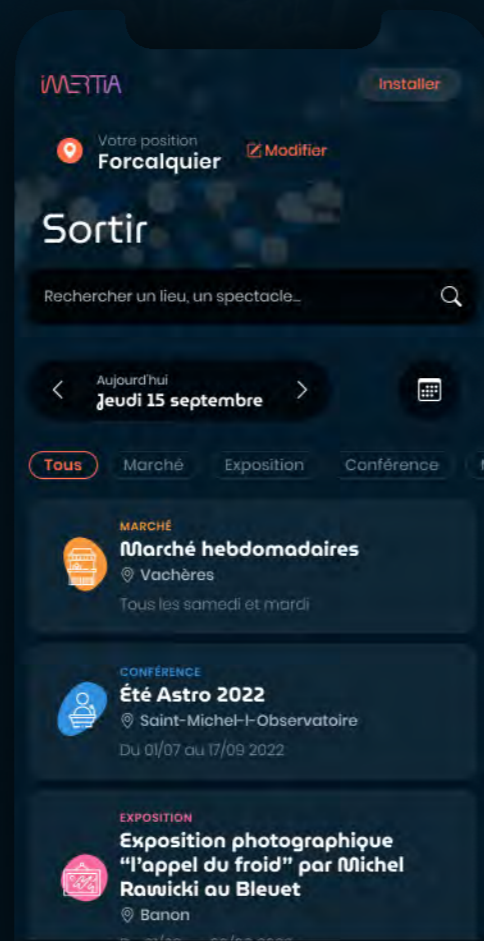 iMERTiA
Installer
Votre position
Forcalquier
Modifier
Sortir
Rechercher un lieu, un spectacle...
Aujourd'hui
Jeudi 15 septembre
Tous
Marché
Exposition
Conférence
MARCHÉ
Marché hebdomadaires
Vachères
Tous les samedi et mardi
CONFÉRENCE
Été Astro 2022
Saint-Michel-l-Observatoire
Du 01/07 au 17/09 2022
EXPOSITION
Exposition photographique
“l’appel du froid” par Michel
Rawicki au Bleuet
Banon